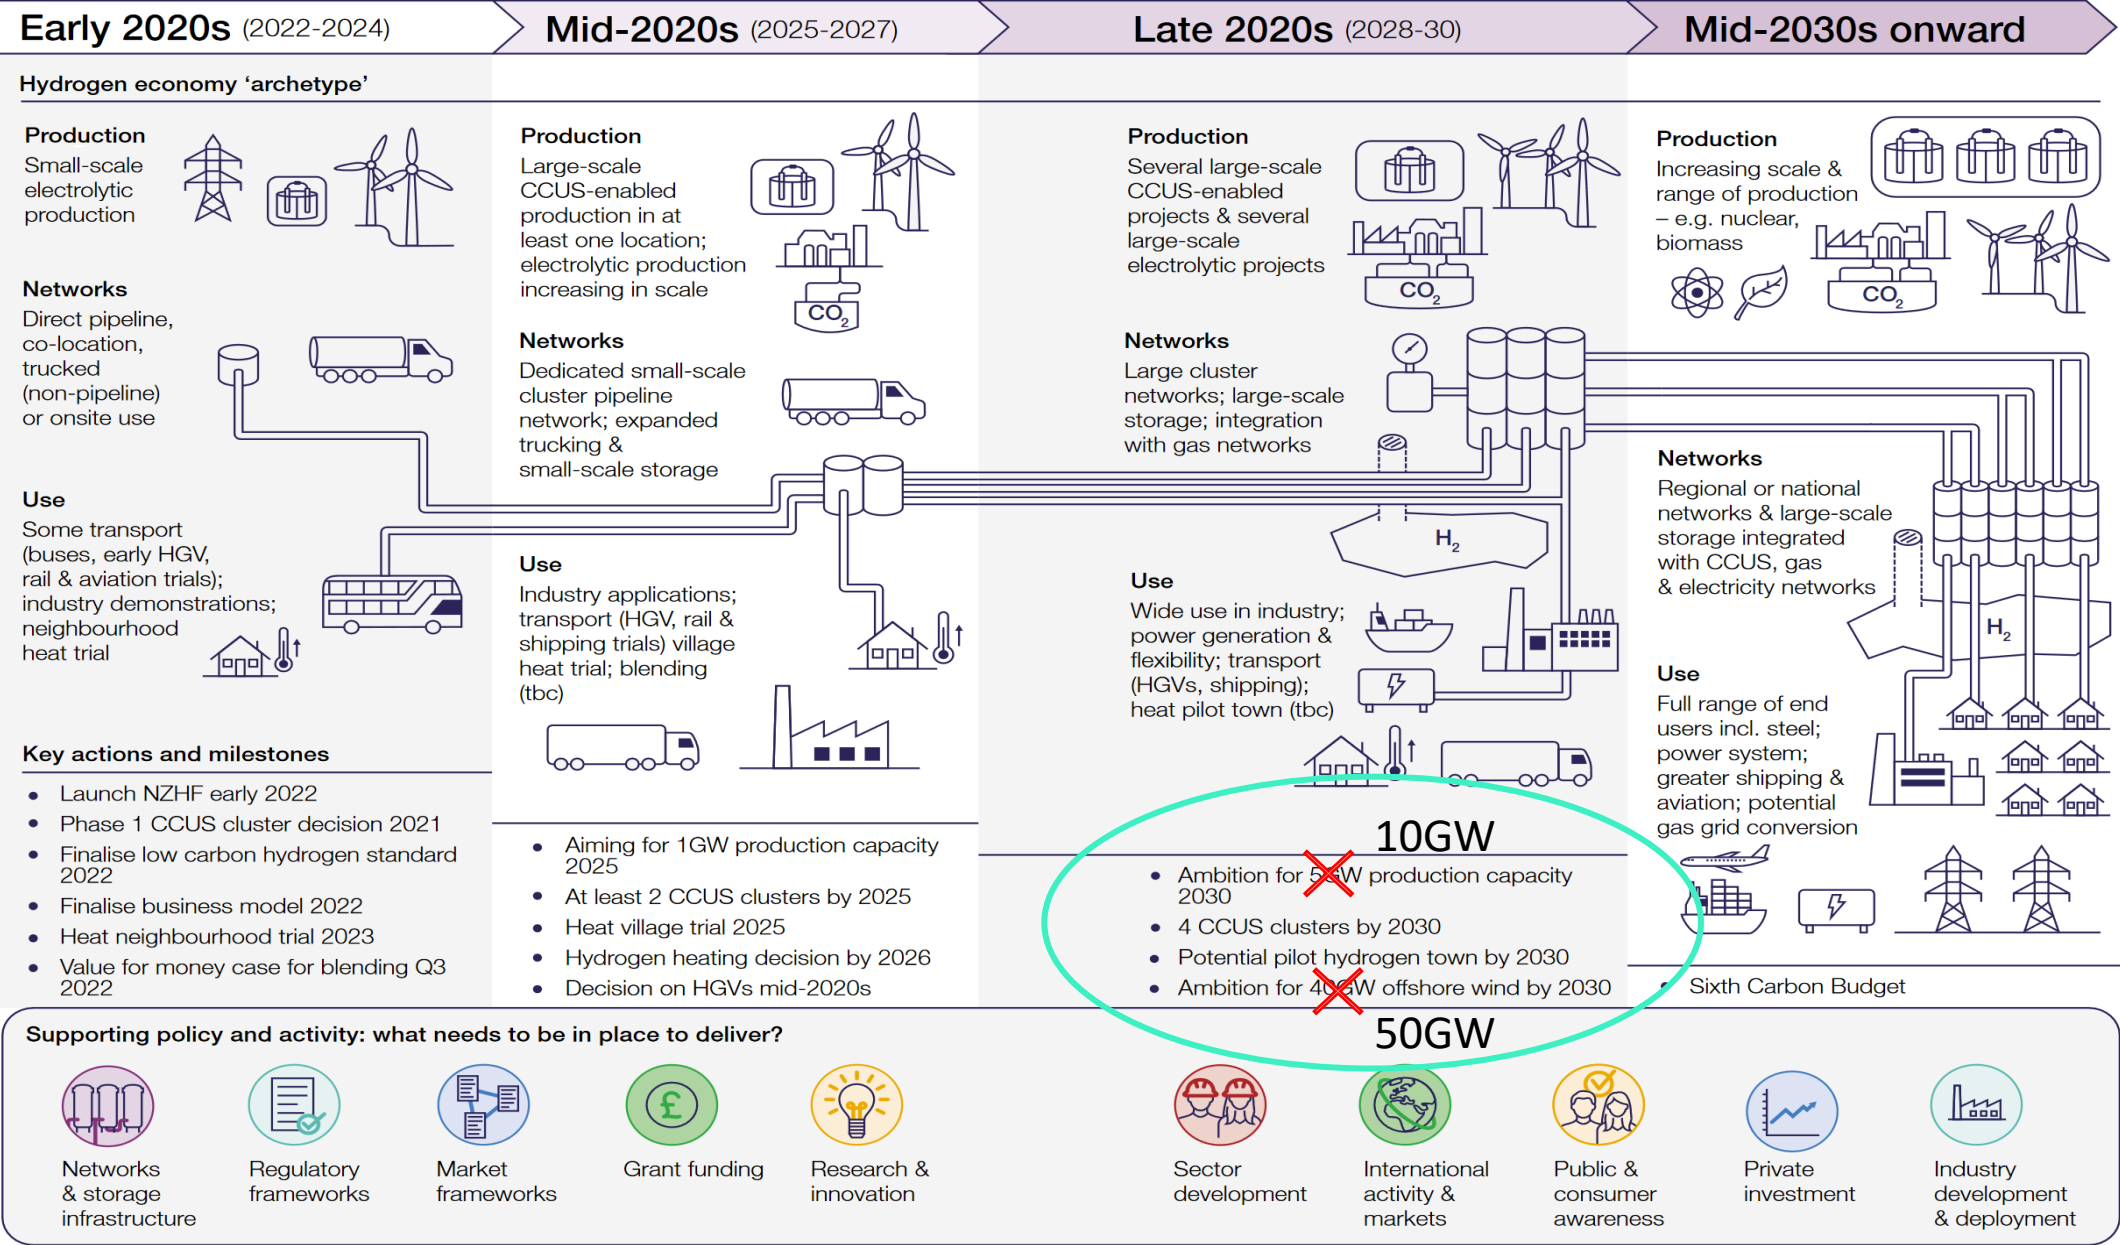 Early 2020s (2022-2024)
Mid-2020s (2025-2027)
Late 2020s (2028-30)
Mid-2030s onward
Hydrogen economy ‘archetype’
Production
Small-scale
electrolytic
production
Networks
Direct pipeline,
co-location,
trucked
(non-pipeline)
or onsite use
Use
Some transport
(buses, early HGV,
rail & aviation trials);
industry demonstrations;
neighbourhood
heat trial
Key actions and milestones
• Launch NZHF early 2022
• Phase 1 CCUS cluster decision 2021
• Finalise low carbon hydrogen standard
2022
• Finalise business model 2022
• Heat neighbourhood trial 2023
• Value for money case for blending Q3
2022
Production
Large-scale
CCUS-enabled
production in at
least one location;
electrolytic production
increasing in scale
CO2
Networks
Dedicated small-scale
cluster pipeline
network; expanded
trucking &
small-scale storage
Use
Industry applications;
transport (HGV, rail &
shipping trials) village
heat trial; blending
(tbc)
• Aiming for 1GW production capacity
2025
• At least 2 CCUS clusters by 2025
• Heat village trial 2025
• Hydrogen heating decision by 2026
• Decision on HGVs mid-2020s
Production
Several large-scale
CCUS-enabled
projects & several
large-scale
electrolytic projects
CO2
Networks
Large cluster
networks; large-scale
storage; integration
with gas networks
H2
Use
Wide use in industry;
power generation &
flexibility; transport
(HGVs, shipping);
heat pilot town (tbc)
10GW
• Ambition for 5GW production capacity
2030
• 4 CCUS clusters by 2030
• Potential pilot hydrogen town by 2030
• Ambition for 40GW offshore wind by 2030
50GW
Production
Increasing scale &
range of production
– e.g. nuclear,
biomass
CO2
Networks
Regional or national
networks & large-scale
storage integrated
with CCUS, gas
& electricity networks
H2
Use
Full range of end
users incl. steel;
power system;
greater shipping &
aviation; potential
gas grid conversion
• Sixth Carbon Budget
Supporting policy and activity: what needs to be in place to deliver?
£
Networks
& storage
infrastructure
Regulatory
frameworks
Market
frameworks
Grant funding
Research &
innovation
Sector
development
International
activity &
markets
Public &
consumer
awareness
Private
investment
Industry
development
& deployment